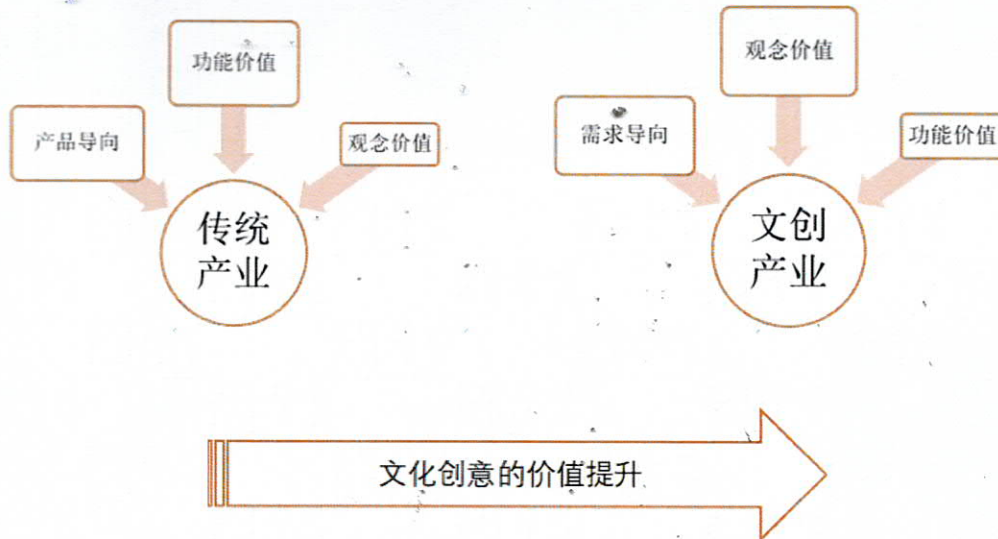 功能价值
产品导向
观念价值
传统
产业
观念价值
需求导向
功能价值
文创
产业
文化创意的价值提升